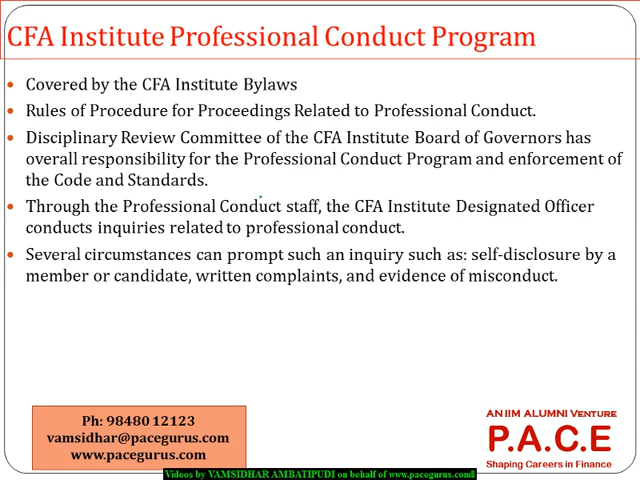 CFA Institute Professional Conduct Program
• Covered by the CFA Institute Bylaws
• Rules of Procedure for Proceedings Related to Professional Conduct.
• Disciplinary Review Committee of the CFA Institute Board of Governors has
overall responsibility for the Professional Conduct Program and enforcement of
the Code and Standards.
• Through the Professional Conduct staff, the CFA Institute Designated Officer
conducts inquiries related to professional conduct.
• Several circumstances can prompt such an inquiry such as: self-disclosure by a
member or candidate, written complaints, and evidence of misconduct.
Ph: 98480 12123
vamsidhar@pacegurus.com
www.pacegurus.com
AN IIM ALUMNI VENTURE
P.A.C.E
Shaping Careers in Finance
Videos by VAMSIDHAR AMBATIPUDI on behalf of www.pacegurus.com